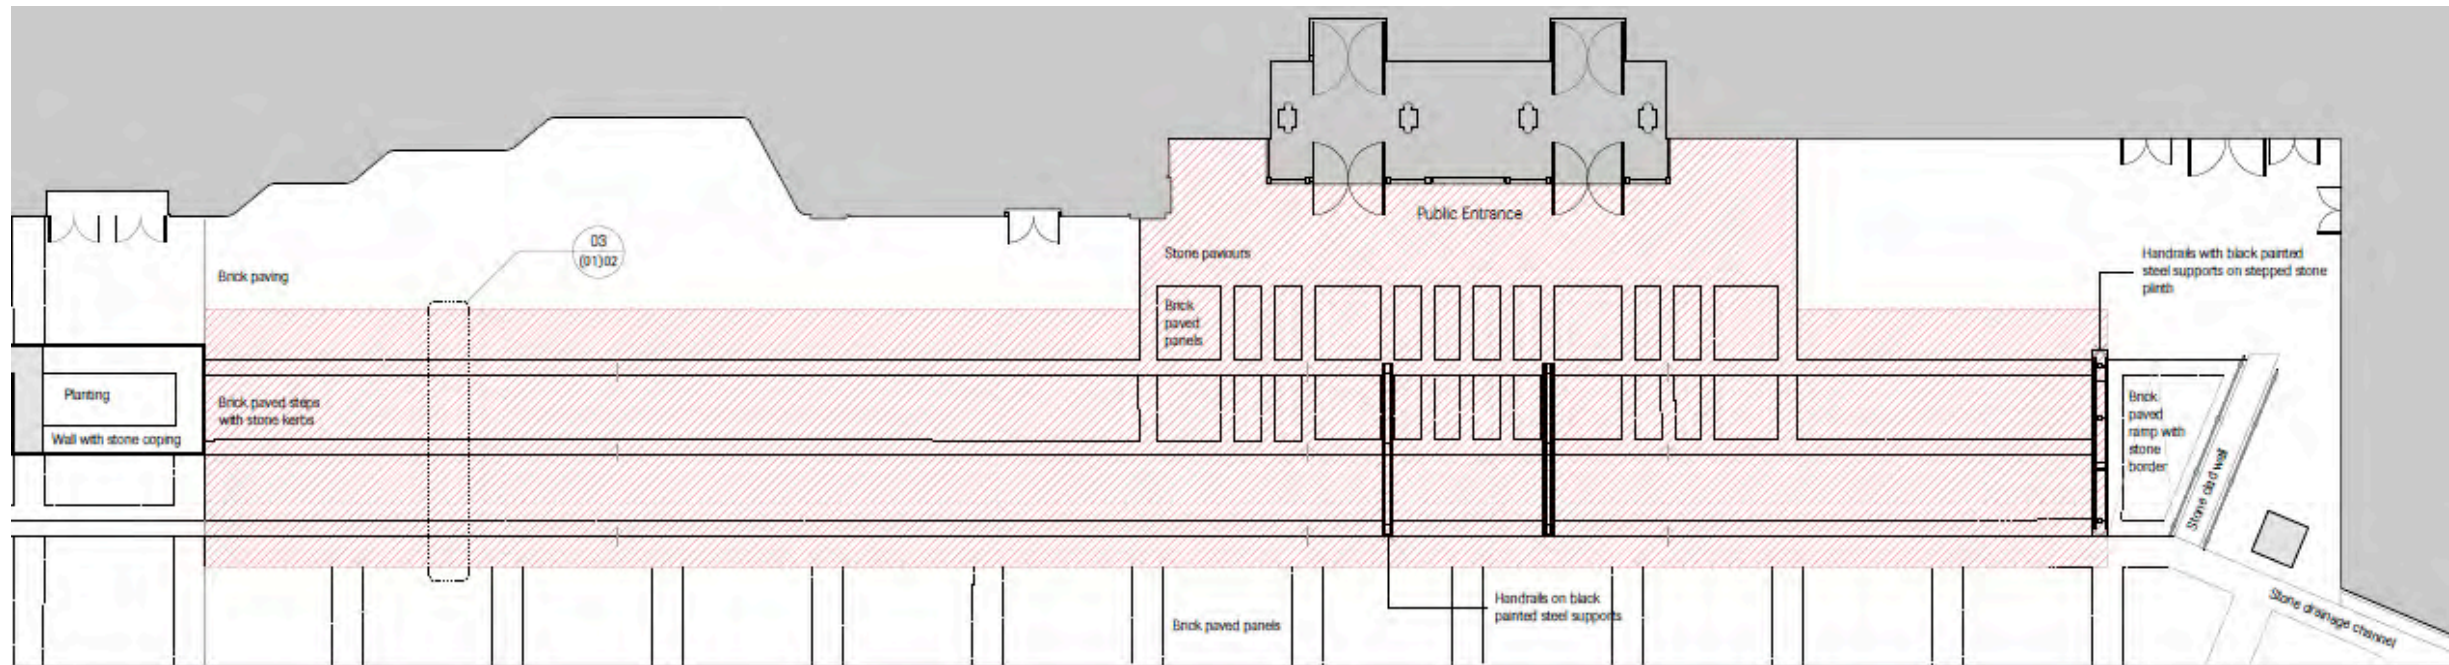 Public Entrance
03
(01)02
Stone paviours
Handrails with black painted
steel supports on stepped stone
plinth
Brick paving
Brick
paved
panels
Planting
Brick paved steps
with stone kerbs
Wall with stone coping
Brick
paved
ramp with
stone
border
Stone clad wall
Handrails on black
painted steel supports
Brick paved panels
Stone drainage channel